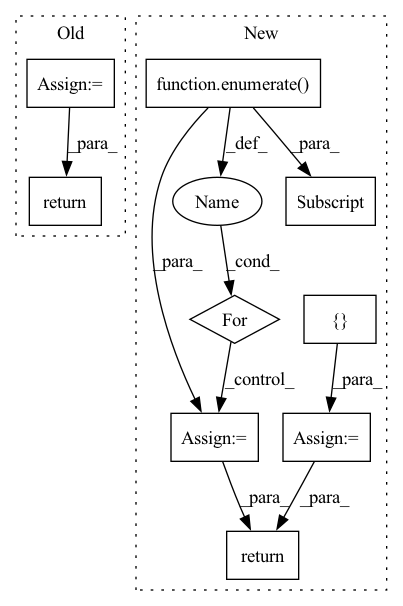 Old
New
Assign:=
function.enumerate()
_para_
_def_
_para_
return
Name
Subscript
_para_
_cond_
For
{}
_control_
_para_
Assign:=
Assign:=
_para_
_para_
return